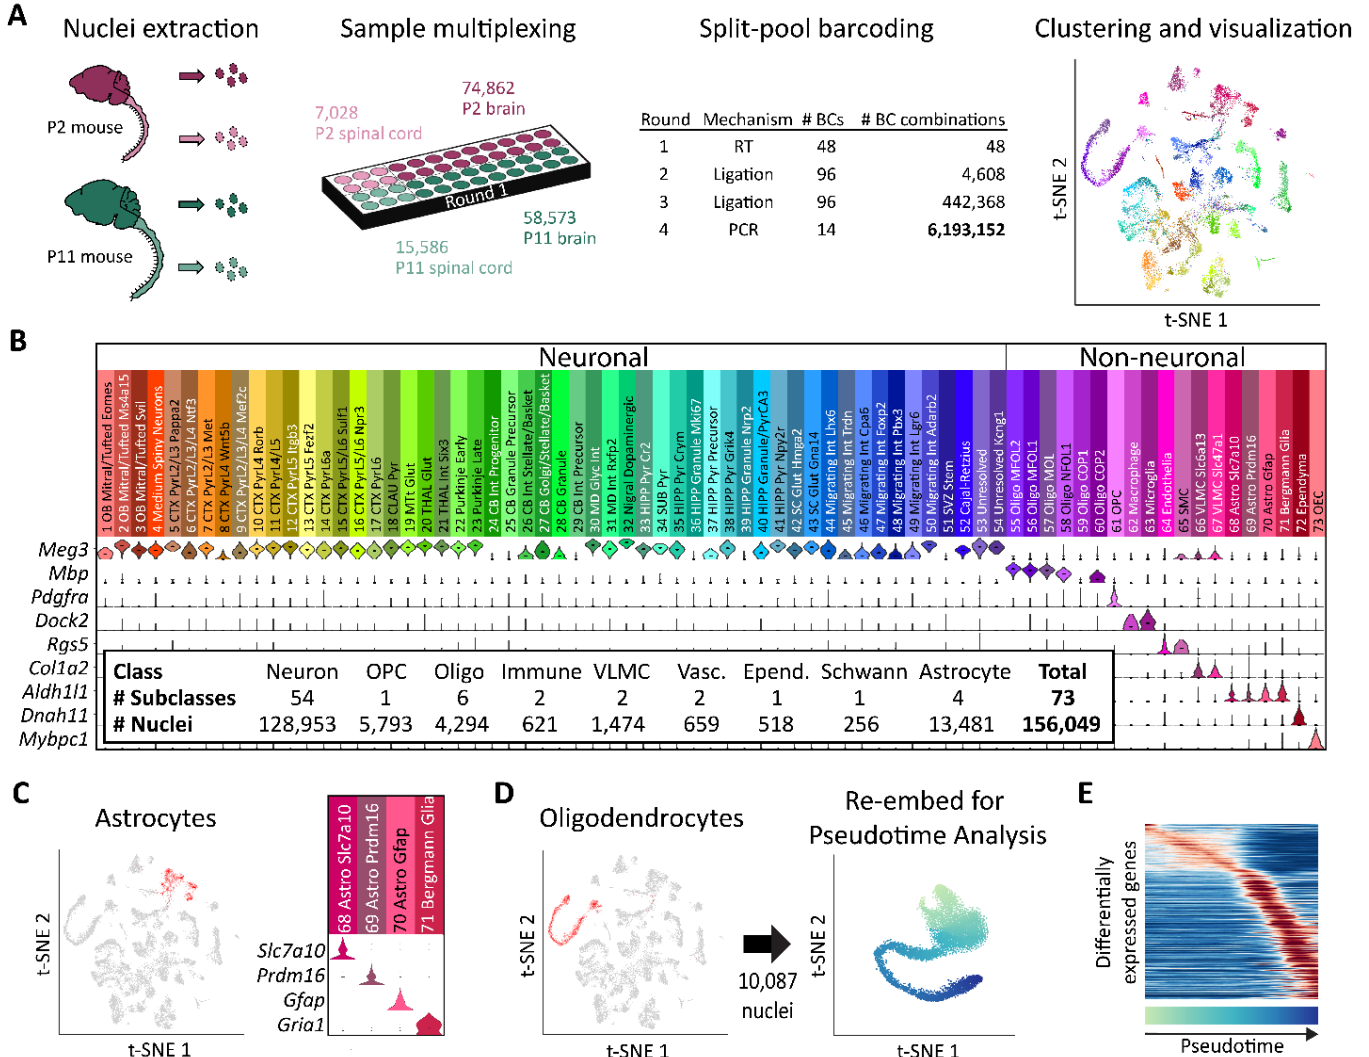 A
Nuclei extraction
Sample multiplexing
Split-pool barcoding
Clustering and visualization
P2 mouse
P11 mouse
7,028
P2 spinal cord
74,862
P2 brain
Round 1
58,573
P11 brain
15,586
P11 spinal cord
Round Mechanism # BCs # BC combinations
1 RT 48 48
2 Ligation 96 4,608
3 Ligation 96 442,368
4 PCR 14 6,193,152
t-SNE 2
t-SNE 1
B
Neuronal
Non-neuronal
1 OB Mitral/Tufted Eomes
2 OB Mitral/Tufted Ms4a15
3 OB Mitral/Tufted Svil
4 Medium Spiny Neurons
5 CTX PyrL2/L3 Pappa2
6 CTX PyrL2/L3/L4 Ntf3
7 CTX PyrL2/L3 Met
8 CTX PyrL4 Wnt5b
9 CTX PyrL2/L3/L4 Mef2c
10 CTX PyrL4 Rorb
11 CTX PyrL4/L5
12 CTX PyrL5 Itgb3
13 CTX PyrL5 Fezf2
14 CTX PyrL6a
15 CTX PyrL5/L6 Sulf1
16 CTX PyrL5/L6 Npr3
17 CTX PyrL6
18 CLAU Pyr
19 MTt Glut
20 THAL Glut
21 THAL Int Six3
22 Purkinje Early
23 Purkinje Late
24 CB Int Progenitor
25 CB Granule Precursor
26 CB Int Stellate/Basket
27 CB Golgi/Stellate/Basket
28 CB Granule
29 CB Int Precursor
30 MD Glyc Int
31 MD Int Rxfp2
32 Nigral Dopaminergic
33 HIPP Pyr Cr2
34 SUB Pyr
35 HIPP Pyr Crym
36 HIPP Granule Mki67
37 HIPP Pyr Precursor
38 HIPP Pyr Grik4
39 HIPP Granule Nrp2
40 HIPP Granule/PyrCA3
41 HIPP Pyr Npy2r
42 SC Glut Hmga2
43 SC Glut Gna14
44 Migrating Int Lhx6
45 Migrating Int Trdn
46 Migrating Int Cpa6
47 Migrating Int Foxp2
48 Migrating Int Pbx3
49 Migrating Int Lgr6
50 Migrating Int Adarb2
51 SVZ Stem
52 Cajal-Retzius
53 Unresolved
54 Unresolved Kcng1
55 Oligo MFOL2
56 Oligo MFOL1
57 Oligo MOL
58 Oligo NFOL1
59 Oligo COP1
60 Oligo COP2
61 OPC
62 Macrophage
63 Microglia
64 Endothelia
65 SMC
66 VLMC Slc6a13
67 VLMC Slc47a1
68 Astro Slc7a10
69 Astro Prdm16
70 Astro Gfap
71 Bergmann Glia
72 Ependyma
73 OEC
Meg3
Mbp
Pdgfra
Dock2
Rgs5
Col1a2
Aldh1l1
Dnah11
Mybpc1
Class Neuron OPC Oligo Immune VLMC Vasc. Epend. Schwann Astrocyte Total
# Subclasses 54 1 6 2 2 2 1 1 4 73
# Nuclei 128,953 5,793 4,294 621 1,474 659 518 256 13,481 156,049
C
Astrocytes
t-SNE 2
t-SNE 1
68 Astro Slc7a10
69 Astro Prdm16
70 Astro Gfap
71 Bergmann Glia
Slc7a10
Prdm16
Gfap
Gria1
D
Oligodendrocytes
t-SNE 2
t-SNE 1
10,087
nuclei
Re-embed for
Pseudotime Analysis
t-SNE 2
t-SNE 1
E
Differentially
expressed genes
Pseudotime